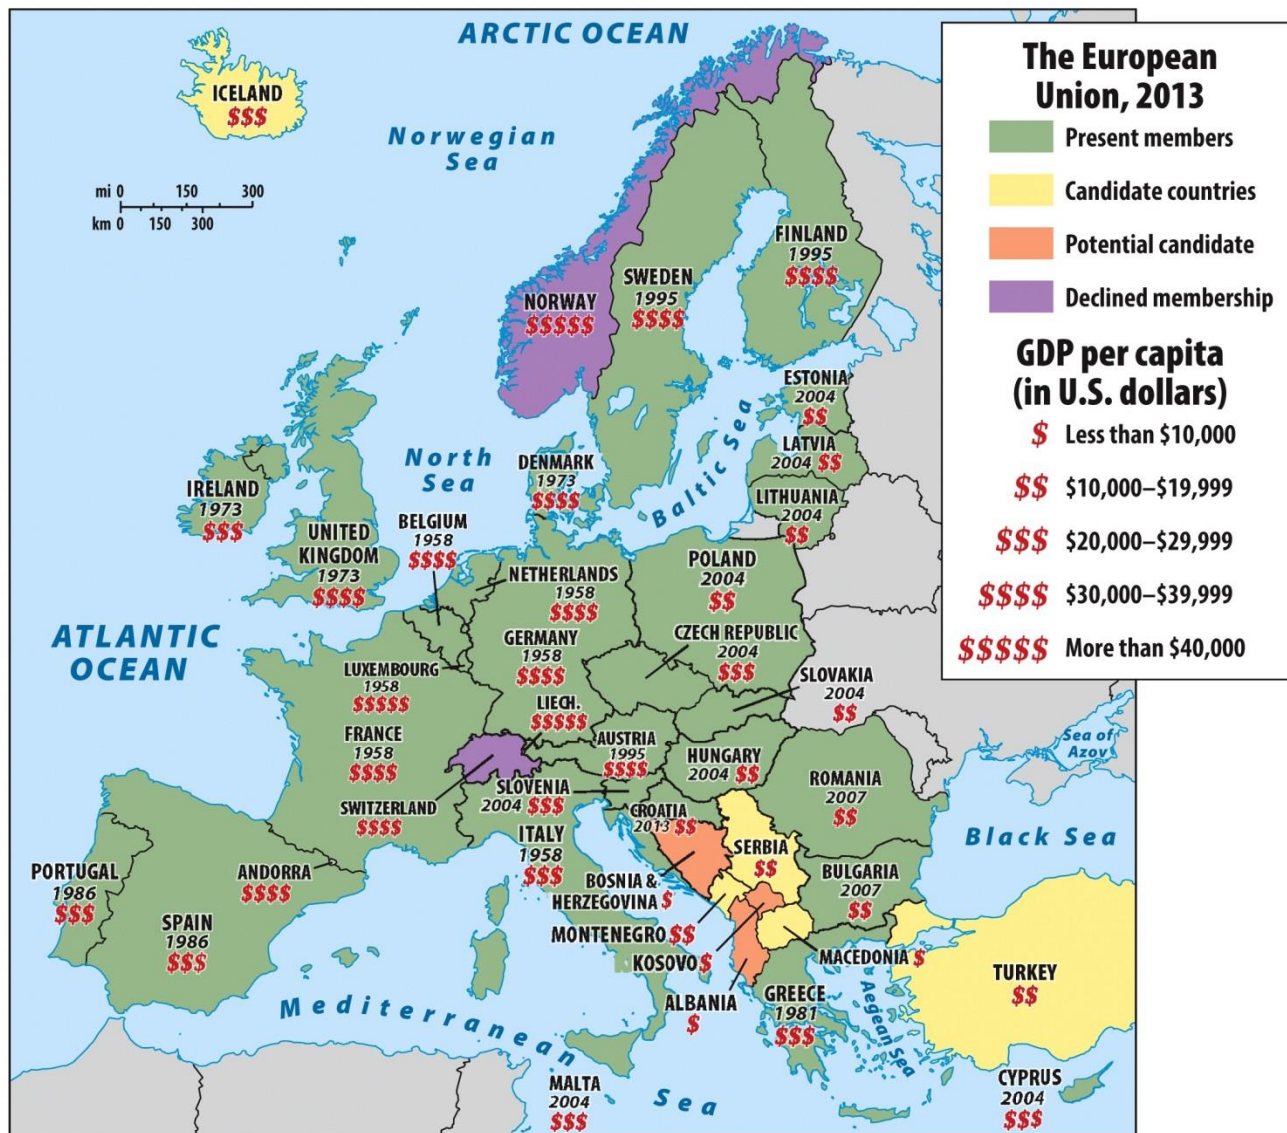 ARCTIC OCEAN
The European
Union, 2013
Present members
Candidate countries
Potential candidate
Declined membership
GDP per capita
(in U.S. dollars)
$ Less than $10,000
$$ $10,000–$19,999
$$$ $20,000–$29,999
$$$$ $30,000–$39,999
$$$$$ More than $40,000
ICELAND
$$$
Norwegian
Sea
mi 0 150 300
km 0 150 300
FINLAND
1995
$$$$
SWEDEN
1995
$$$$
NORWAY
$$$$$
ESTONIA
2004
$$
LATVIA
2004 $$
LITHUANIA
2004
$$
Baltic Sea
North
Sea
DENMARK
1973
$$$$
IRELAND
1973
$$$
UNITED
KINGDOM
1973
$$$$
BELGIUM
1958
$$$$
NETHERLANDS
1958
$$$$
POLAND
2004
$$
GERMANY
1958
$$$$
CZECH REPUBLIC
2004
$$$
ATLANTIC
OCEAN
LUXEMBOURG
1958
$$$$$
LIECH.
$$$$$
SLOVAKIA
2004
$$
FRANCE
1958
$$$$
AUSTRIA
1995
$$$$
HUNGARY
2004 $$
ROMANIA
2007
$$
Sea of
Azov
SWITZERLAND
$$$$
SLOVENIA
2004 $$$
CROATIA
2013 $$
ITALY
1958
$$$
SERBIA
$$
Black Sea
PORTUGAL
1986
$$$
ANDORRA
$$$$
SPAIN
1986
$$$
BOSNIA &
HERZEGOVINA $
BULGARIA
2007
$$
MONTENEGRO $$
KOSOVO $
MACEDONIA $
ALBANIA
$
GREECE
1981
$$$
Aegean Sea
TURKEY
$$
Mediterranean
Sea
MALTA
2004
$$$
CYPRUS
2004
$$$